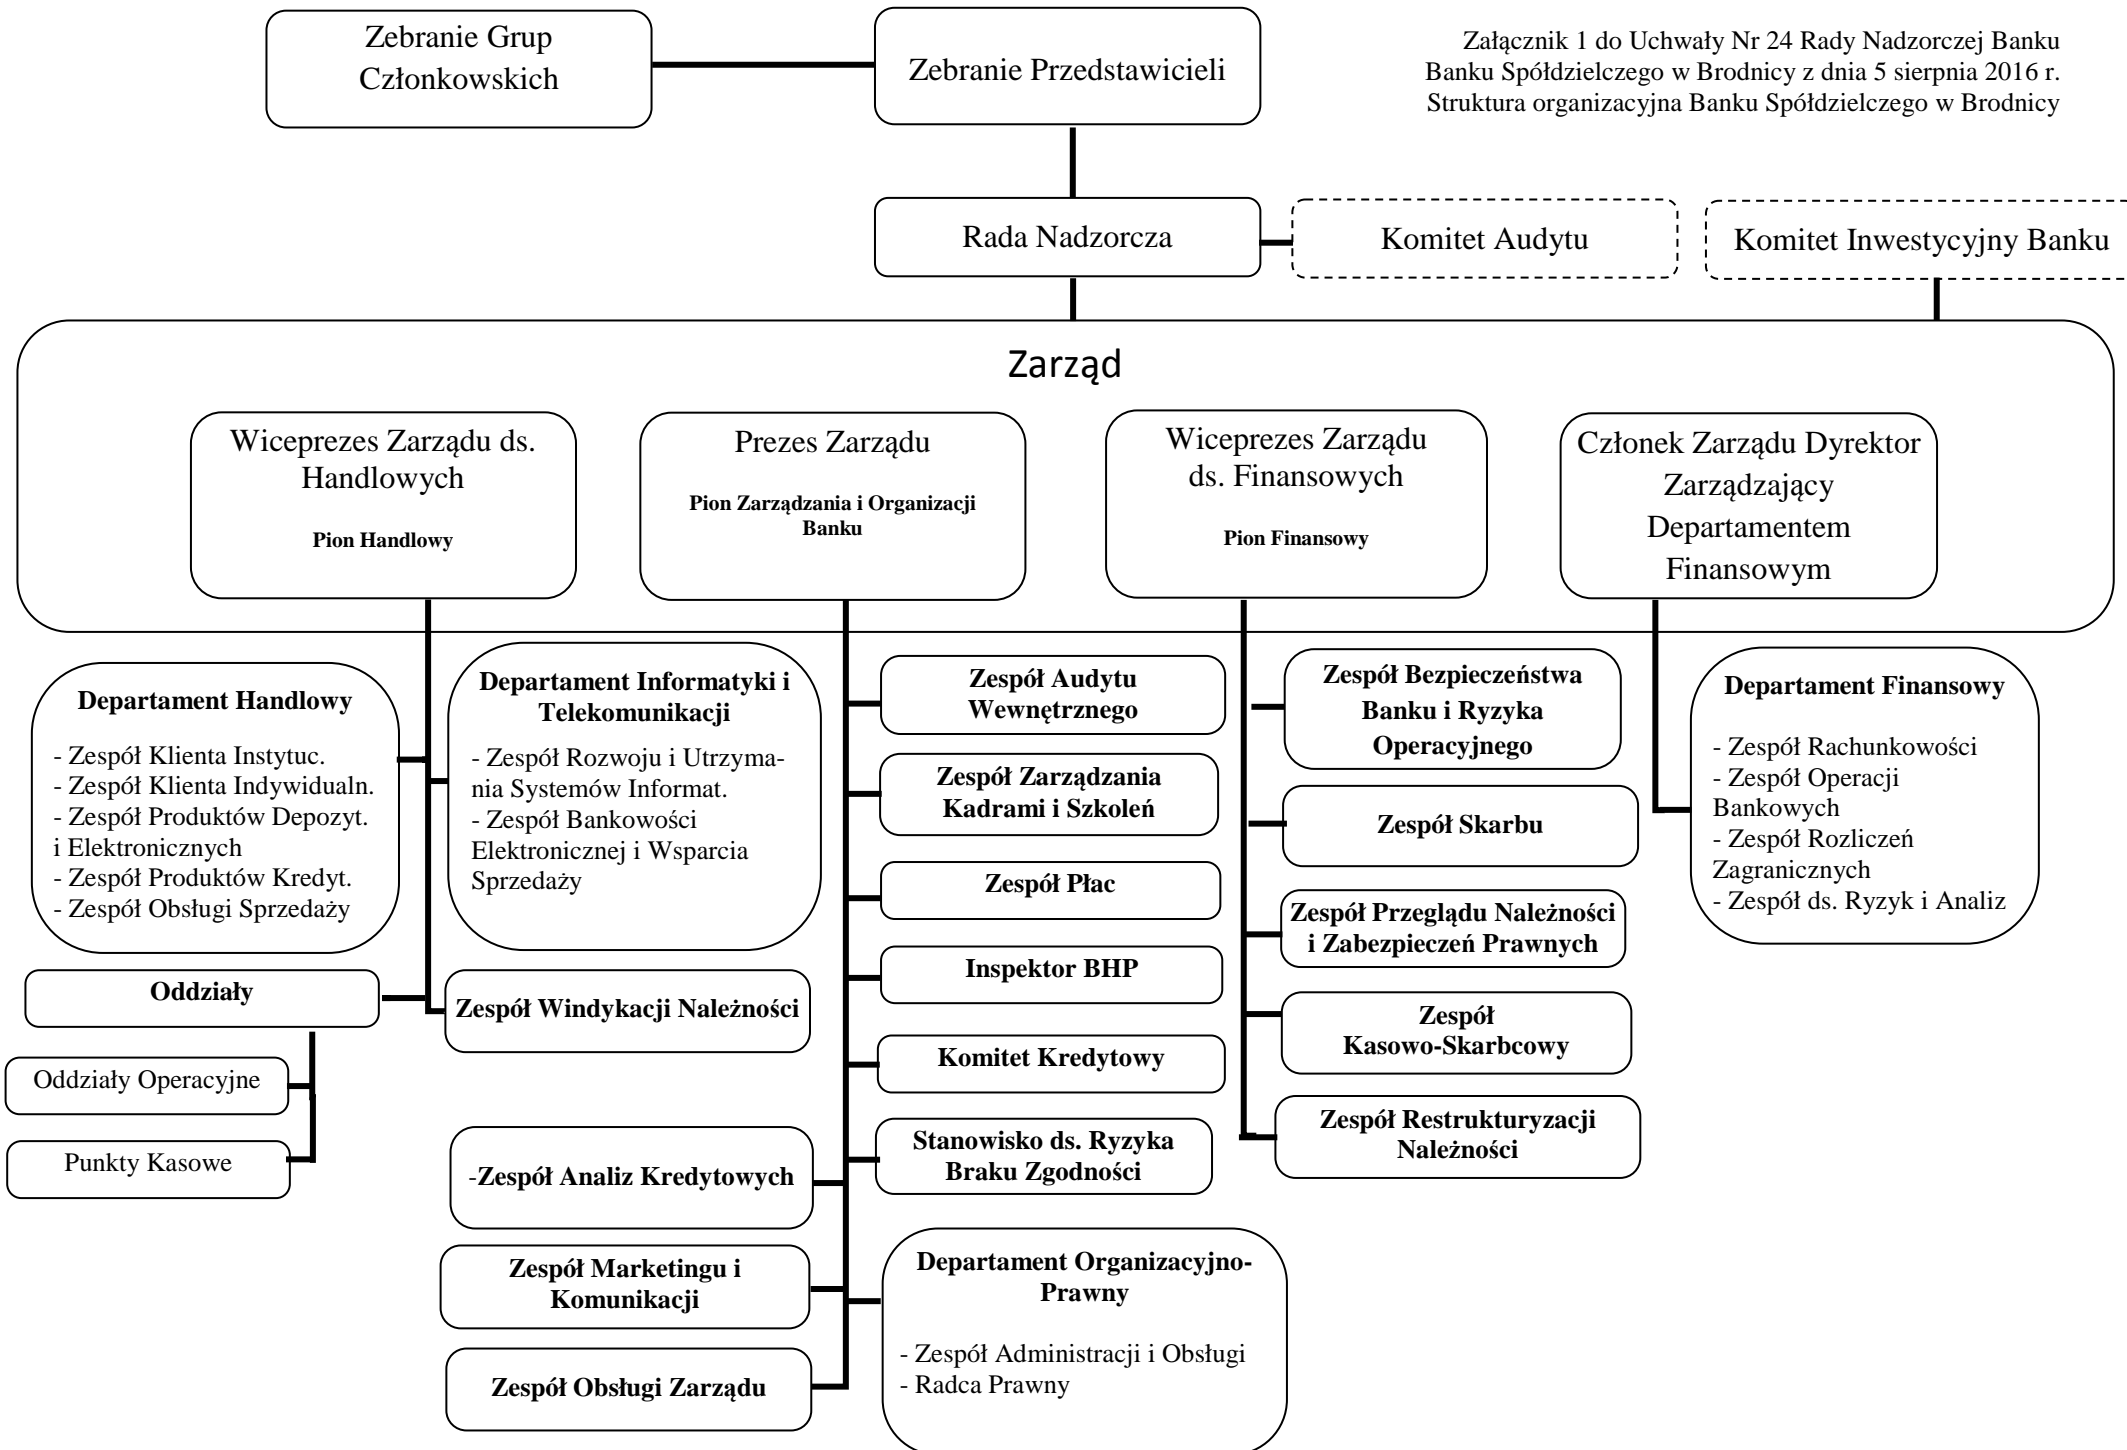 Zebranie Grup
Członkowskich
Zebranie Przedstawicieli
Załącznik 1 do Uchwały Nr 24 Rady Nadzorczej Banku
Banku Spółdzielczego w Brodnicy z dnia 5 sierpnia 2016 r.
Struktura organizacyjna Banku Spółdzielczego w Brodnicy
Rada Nadzorcza
Komitet Audytu
Komitet Inwestycyjny Banku
Zarząd
Wiceprezes Zarządu ds.
Handlowych
Pion Handlowy
Prezes Zarządu
Pion Zarządzania i Organizacji
Banku
Wiceprezes Zarządu
ds. Finansowych
Pion Finansowy
Członek Zarządu Dyrektor
Zarządzający
Departamentem
Finansowym
Departament Handlowy
- Zespół Klienta Instytuc.
- Zespół Klienta Indywidualn.
- Zespół Produktów Depozyt.
i Elektronicznych
- Zespół Produktów Kredyt.
- Zespół Obsługi Sprzedaży
Oddziały
Oddziały Operacyjne
Punkty Kasowe
Departament Informatyki i
Telekomunikacji
- Zespół Rozwoju i Utrzyma-
nia Systemów Informat.
- Zespół Bankowości
Elektronicznej i Wsparcia
Sprzedaży
Zespół Windykacji Należności
-Zespół Analiz Kredytowych
Zespół Marketingu i
Komunikacji
Zespół Obsługi Zarządu
Zespół Audytu
Wewnętrznego
Zespół Zarządzania
Kadrami i Szkoleń
Zespół Płac
Inspektor BHP
Komitet Kredytowy
Stanowisko ds. Ryzyka
Braku Zgodności
Departament Organizacyjno-
Prawny
- Zespół Administracji i Obsługi
- Radca Prawny
Zespół Bezpieczeństwa
Banku i Ryzyka
Operacyjnego
Zespół Skarbu
Zespół Przeglądu Należności
i Zabezpieczeń Prawnych
Zespół
Kasowo-Skarbcowy
Zespół Restrukturyzacji
Należności
Departament Finansowy
- Zespół Rachunkowości
- Zespół Operacji
Bankowych
- Zespół Rozliczeń
Zagranicznych
- Zespół ds. Ryzyk i Analiz